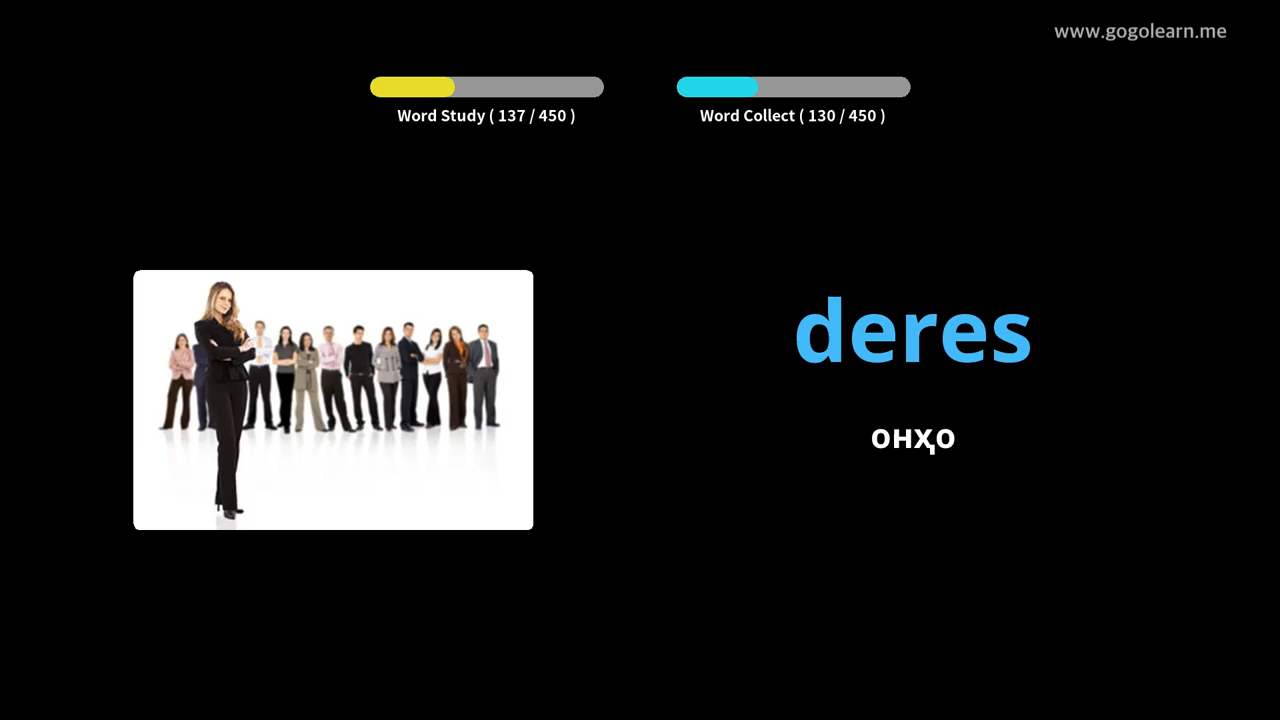 www.gogolearn.me
Word Study ( 137 / 450 )
Word Collect ( 130 / 450 )
deres
онҳо